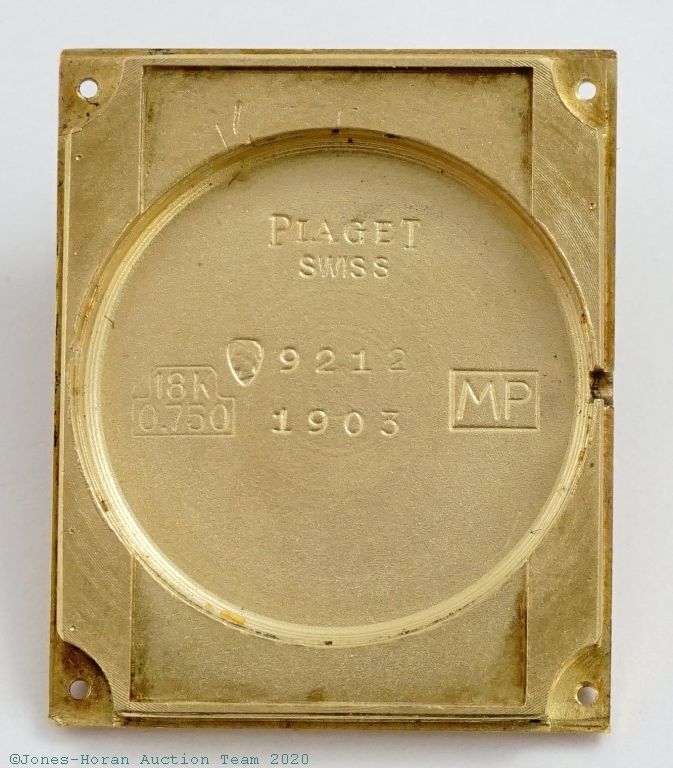 PIAGET
SWISS
9212
18K
0.750
1903
MP
©Jones-Horan Auction Team 2020